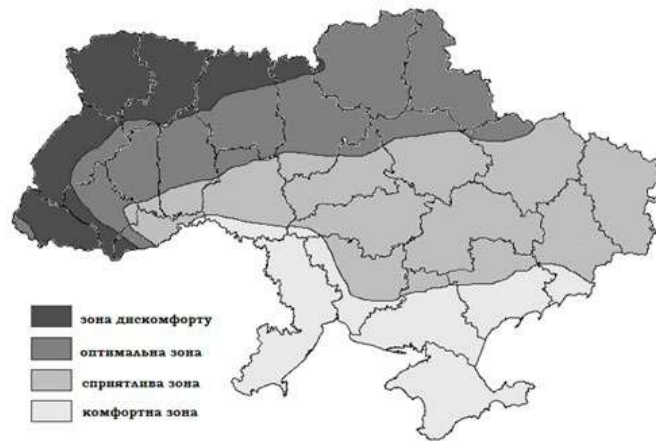 зона дискомфорту
оптимальна зона
сприятлива зона
комфортна зона